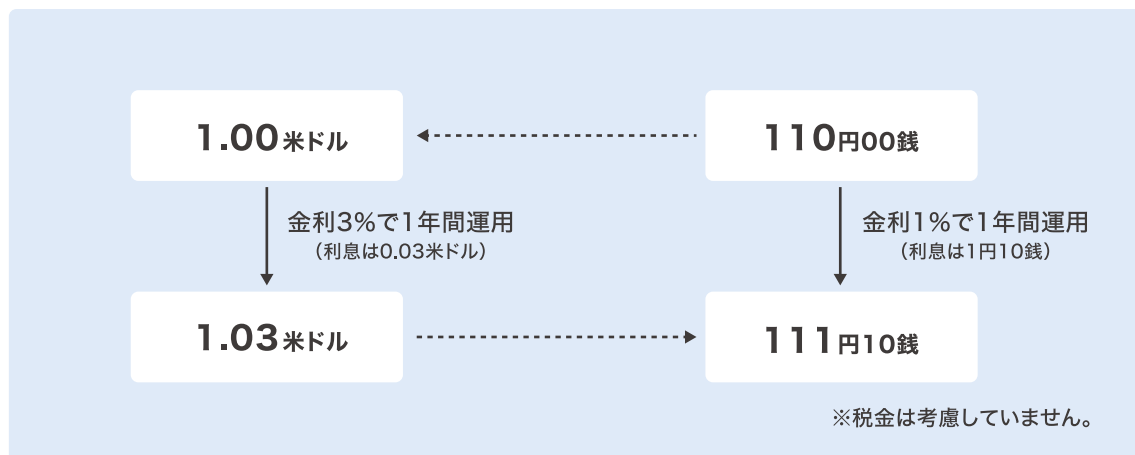 1.00米ドル
110円00銭
金利3%で1年間運用
(利息は0.03米ドル)
金利1%で1年間運用
(利息は1円10銭)
1.03米ドル
111円10銭
※税金は考慮していません。